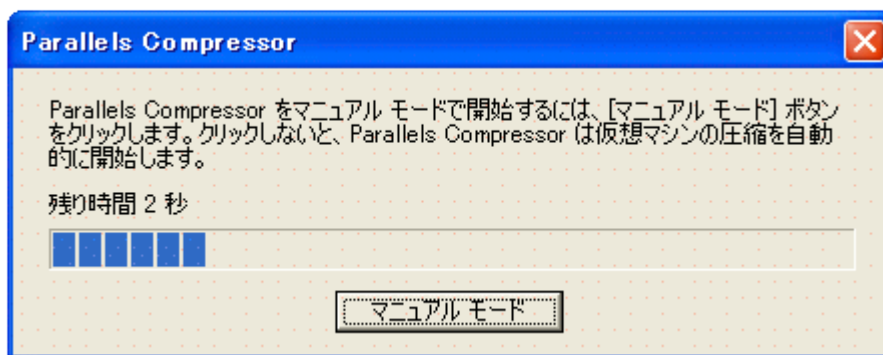 Parallels Compressor
Parallels Compressor をマニュアル モードで開始するには、[マニュアル モード] ボタン
をクリックします。クリックしないと、Parallels Compressor は仮想マシンの圧縮を自動
的に開始します。
残り時間 2 秒
マニュアル モード